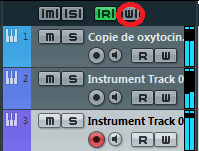 M S R W
1 Copie de oxytocin
M S R W
2 Instrument Track 0
M S R W
3 Instrument Track 0
M S R W